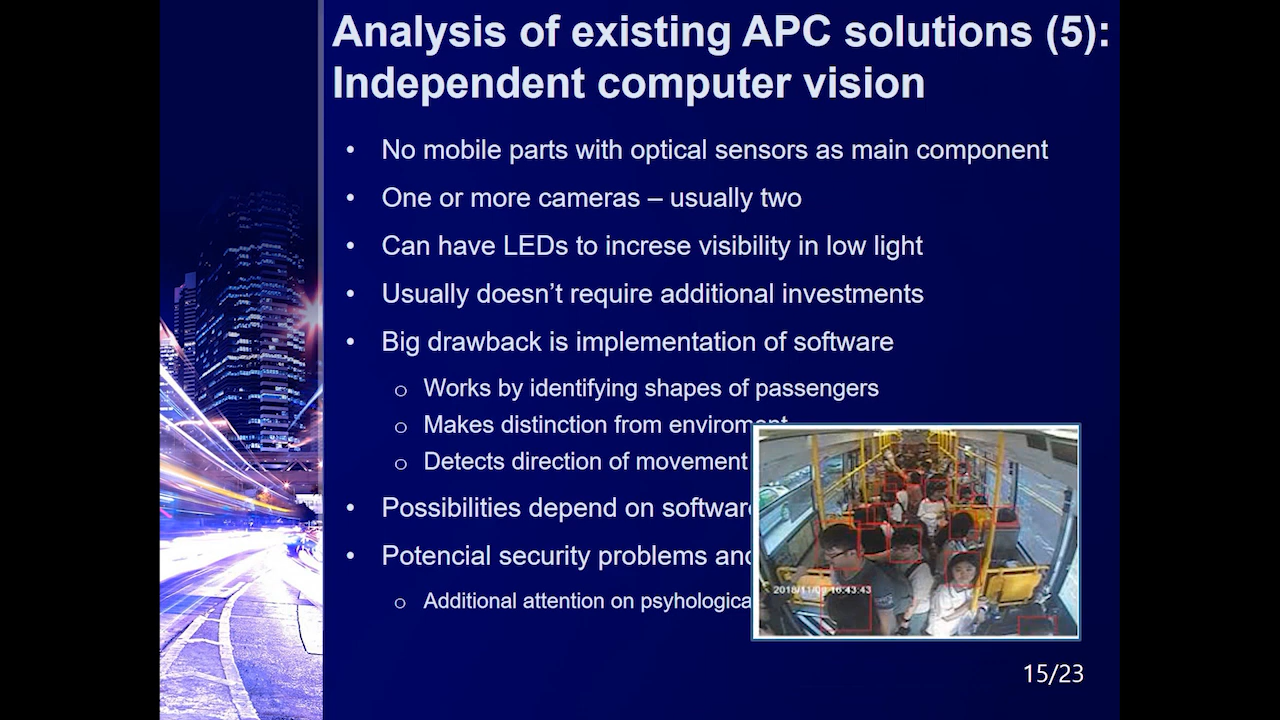 Analysis of existing APC solutions (5):
Independent computer vision
• No mobile parts with optical sensors as main component
• One or more cameras – usually two
• Can have LEDs to increse visibility in low light
• Usually doesn’t require additional investments
• Big drawback is implementation of software
o Works by identifying shapes of passengers
o Makes distinction from enviroment
o Detects direction of movement
• Possibilities depend on software
• Potencial security problems and
o Additional attention on
16:43:43
15/23